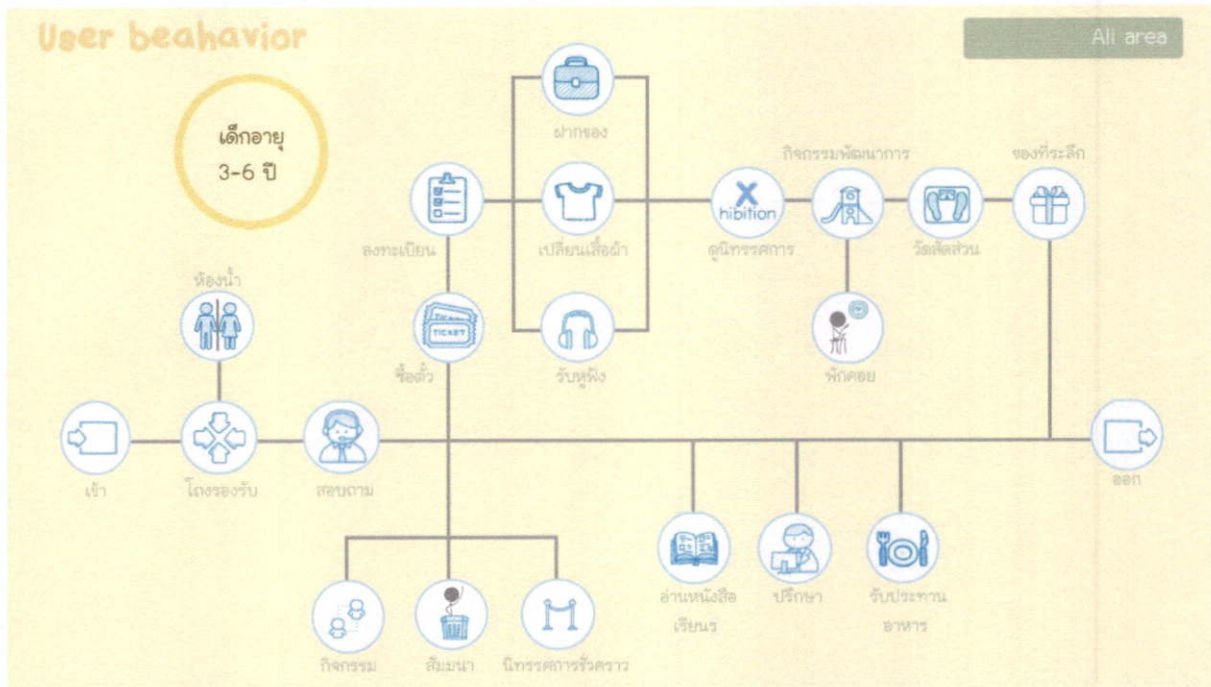 User beahavior
All area
เด็กอายุ
3-6 ปี
ฝากของ
กิจกรรมพัฒนาการ
ของที่ระลึก
X
hibition
ลงทะเบียน
เปลี่ยนเสื้อผ้า
ดูนิทรรศการ
วัดสัดส่วน
ห้องน้ำ
TICKET
TICKET
ซื้อตั๋ว
รับหูฟัง
พักคอย
เข้า
โถงรองรับ
สอบถาม
ออก
อ่านหนังสือ
เรียนร
ปรึกษา
รับประทาน
อาหาร
กิจกรรม
สัมมนา
นิทรรศการชั่วคราว